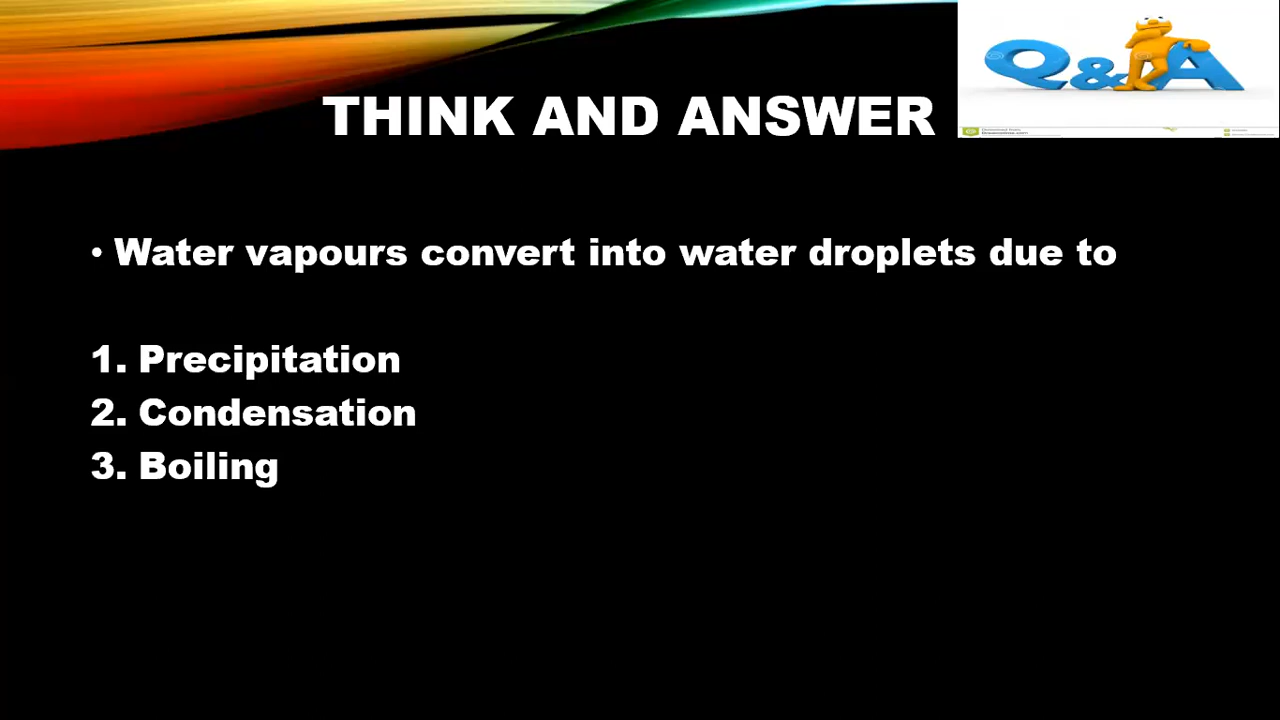 Q&A
THINK AND ANSWER
• Water vapours convert into water droplets due to
1. Precipitation
2. Condensation
3. Boiling